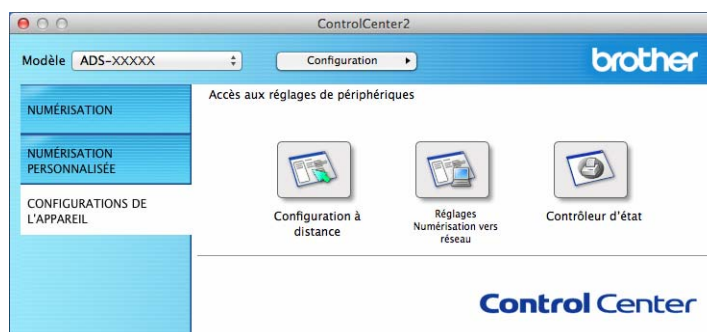 ControlCenter2
Modèle ADS-XXXXX Configuration brother
NUMÉRISATION
NUMÉRISATION
PERSONNALISÉE
CONFIGURATIONS DE
L'APPAREIL
Accès aux réglages de périphériques
Configuration à
distance
Réglages
Numérisation vers
réseau
Contrôleur d'état
Control Center